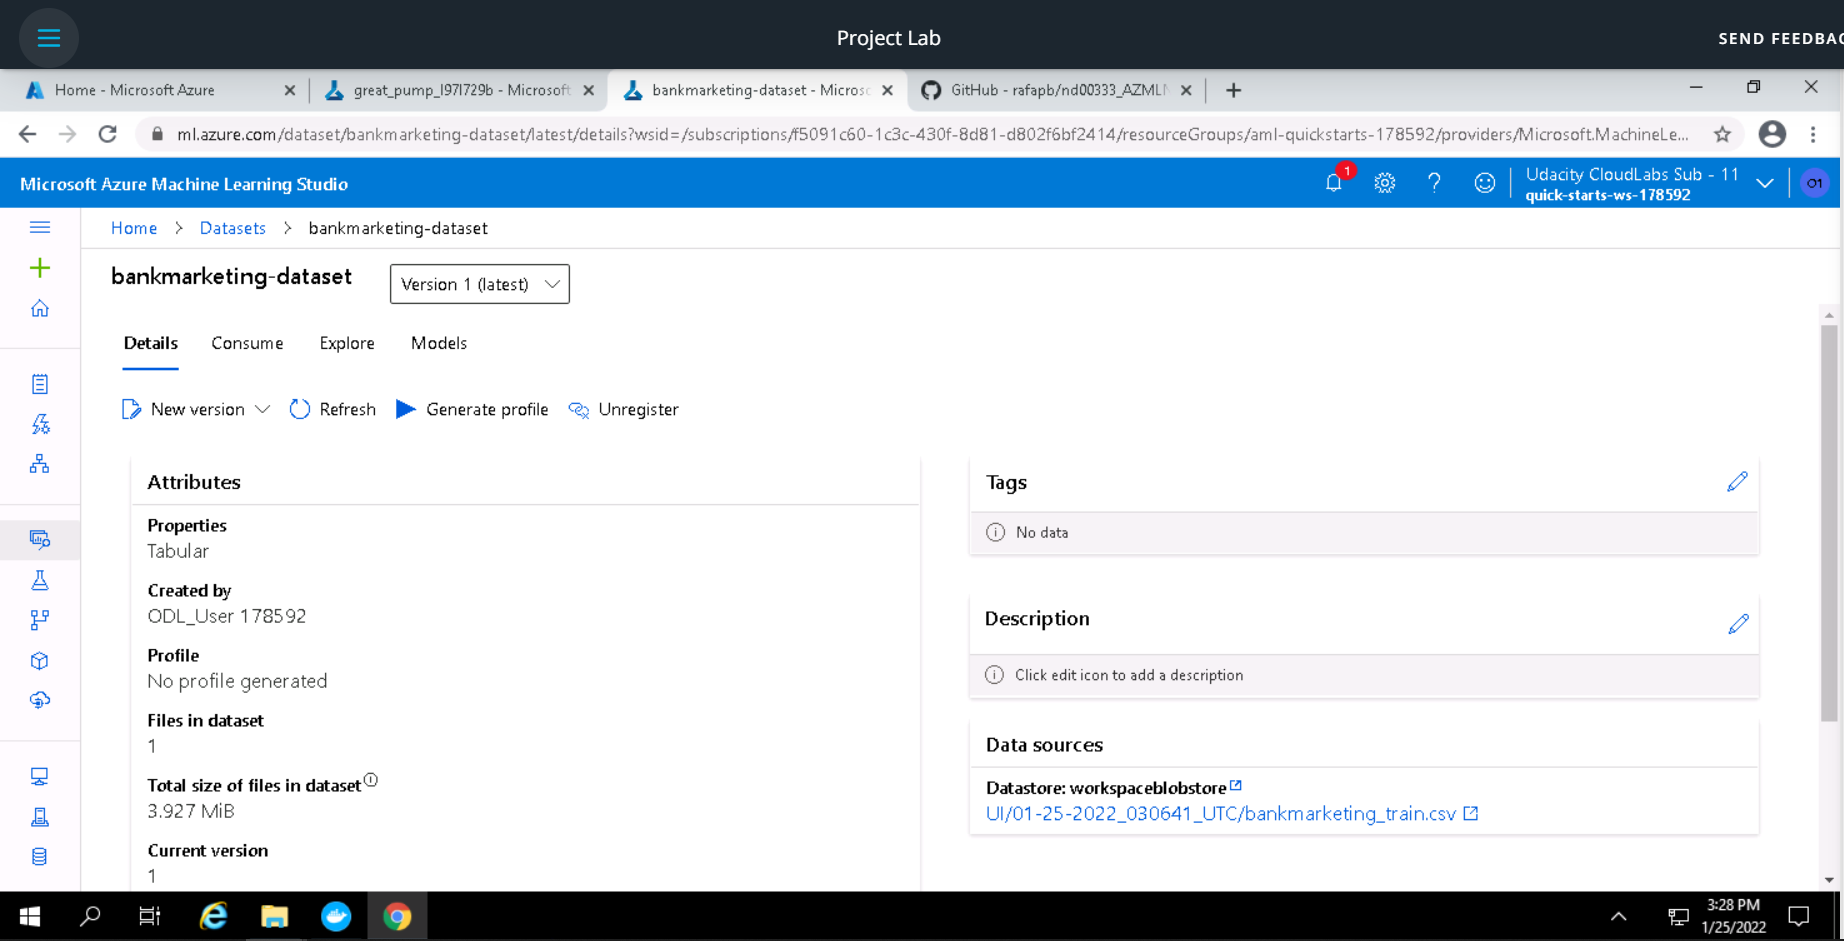 Project Lab
SEND FEEDBAC
Home - Microsoft Azure
great_pump_l97l729b - Microsoft
bankmarketing-dataset - Microsc
GitHub - rafapb/nd00333_AZMLN
ml.azure.com/dataset/bankmarketing-dataset/latest/details?wsid=/subscriptions/f5091c60-1c3c-430f-8d81-d802f6bf2414/resourceGroups/aml-quickstarts-178592/providers/Microsoft.MachineLe...
Microsoft Azure Machine Learning Studio
1
Udacity CloudLabs Sub - 11
quick-starts-ws-178592
O1
Home > Datasets > bankmarketing-dataset
bankmarketing-dataset
Version 1 (latest)
Details Consume Explore Models
New version Refresh Generate profile Unregister
Attributes
Properties
Tabular
Created by
ODL_User 178592
Profile
No profile generated
Files in dataset
1
Total size of files in dataset
3.927 MiB
Current version
1
Tags
No data
Description
Click edit icon to add a description
Data sources
Datastore: workspaceblobstore
UI/01-25-2022_030641_UTC/bankmarketing_train.csv
3:28 PM
1/25/2022